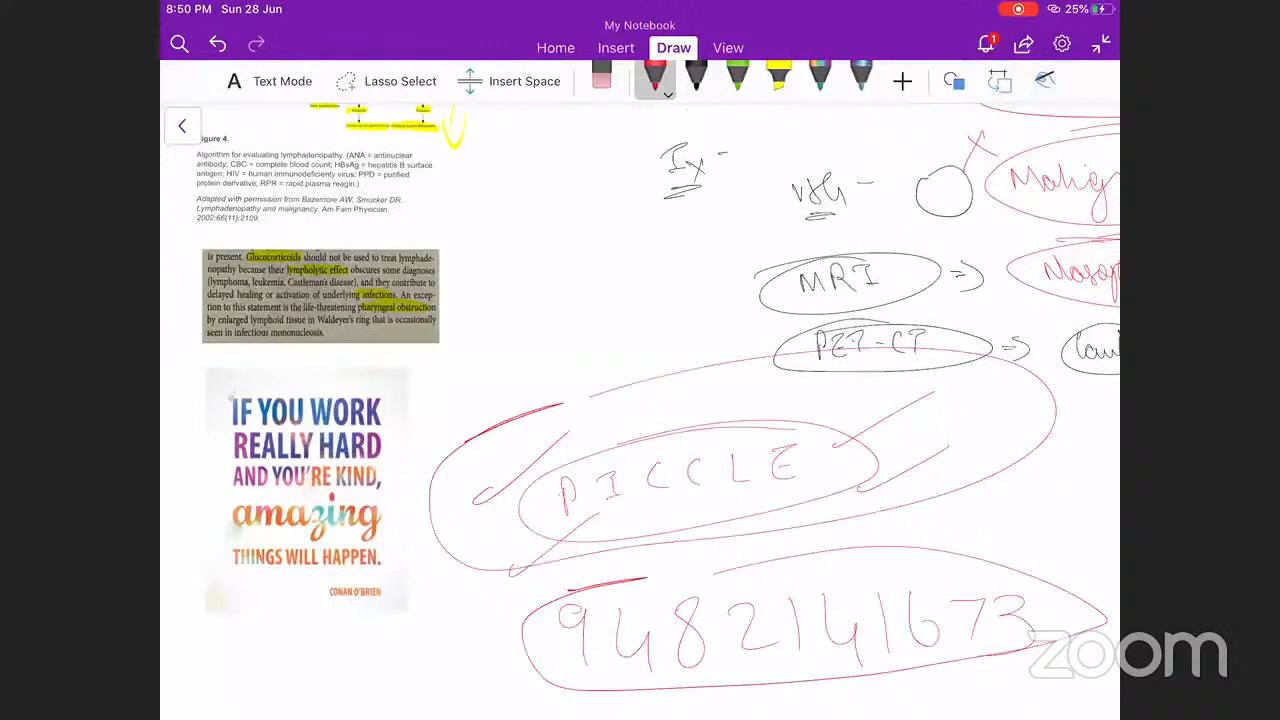 8:50 PM Sun 28 Jun
25%
My Notebook
Home Insert Draw View
1
Text Mode Lasso Select Insert Space
igure 4.
Algorithm for evaluating lymphadenopathy. (ANA = antinuclear
antibody; CBC = complete blood count; HBsAg = hepatitis B surface
antigen; HIV = human immunodeficiency virus; PPD = purified
protein derivative; RPR = rapid plasma reagin.)
Adapted with permission from Bazemore AW, Smucker DR.
Lymphadenopathy and malignancy. Am Fam Physician.
2002;66(11):2109.
is present. Glucocorticoids should not be used to treat lymphade-
nopathy because their lympholytic effect obscures some diagnoses
(lymphoma, leukemia, Castleman's disease), and they contribute to
delayed healing or activation of underlying infections. An excep-
tion to this statement is the life-threatening pharyngeal obstruction
by enlarged lymphoid tissue in Waldeyer's ring that is occasionally
seen in infectious mononucleosis.
IF YOU WORK
REALLY HARD
AND YOU'RE KIND,
amazing
THINGS WILL HAPPEN.
CONAN O'BRIEN
Ix -
USG -
Malig
MRI ⇒ Nasop
PET-CT ⇒
PICCLE
9482141673
zoom